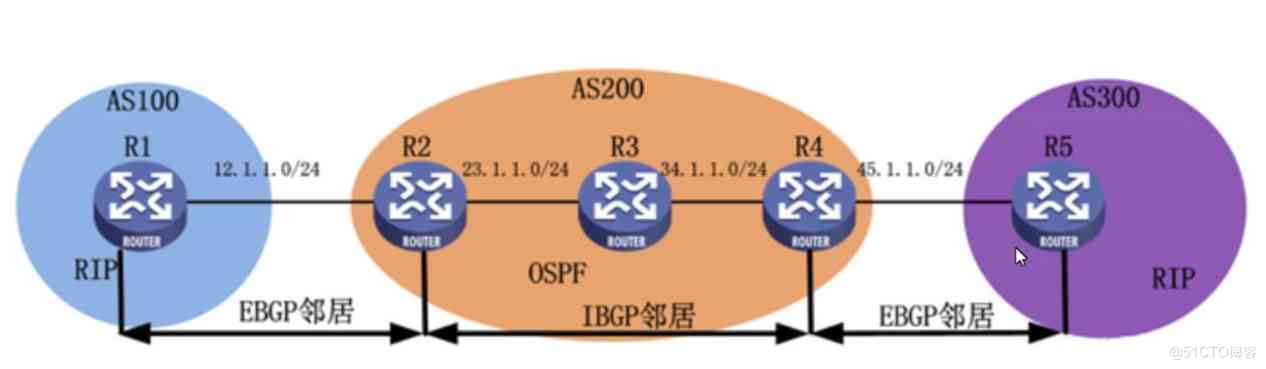 AS100
AS200
AS300
R1
R2
R3
R4
R5
12.1.1.0/24
23.1.1.0/24
34.1.1.0/24
45.1.1.0/24
ROUTER
ROUTER
ROUTER
ROUTER
ROUTER
RIP
OSPF
RIP
EBGP邻居
IBGP邻居
EBGP邻居
@51CTO博客